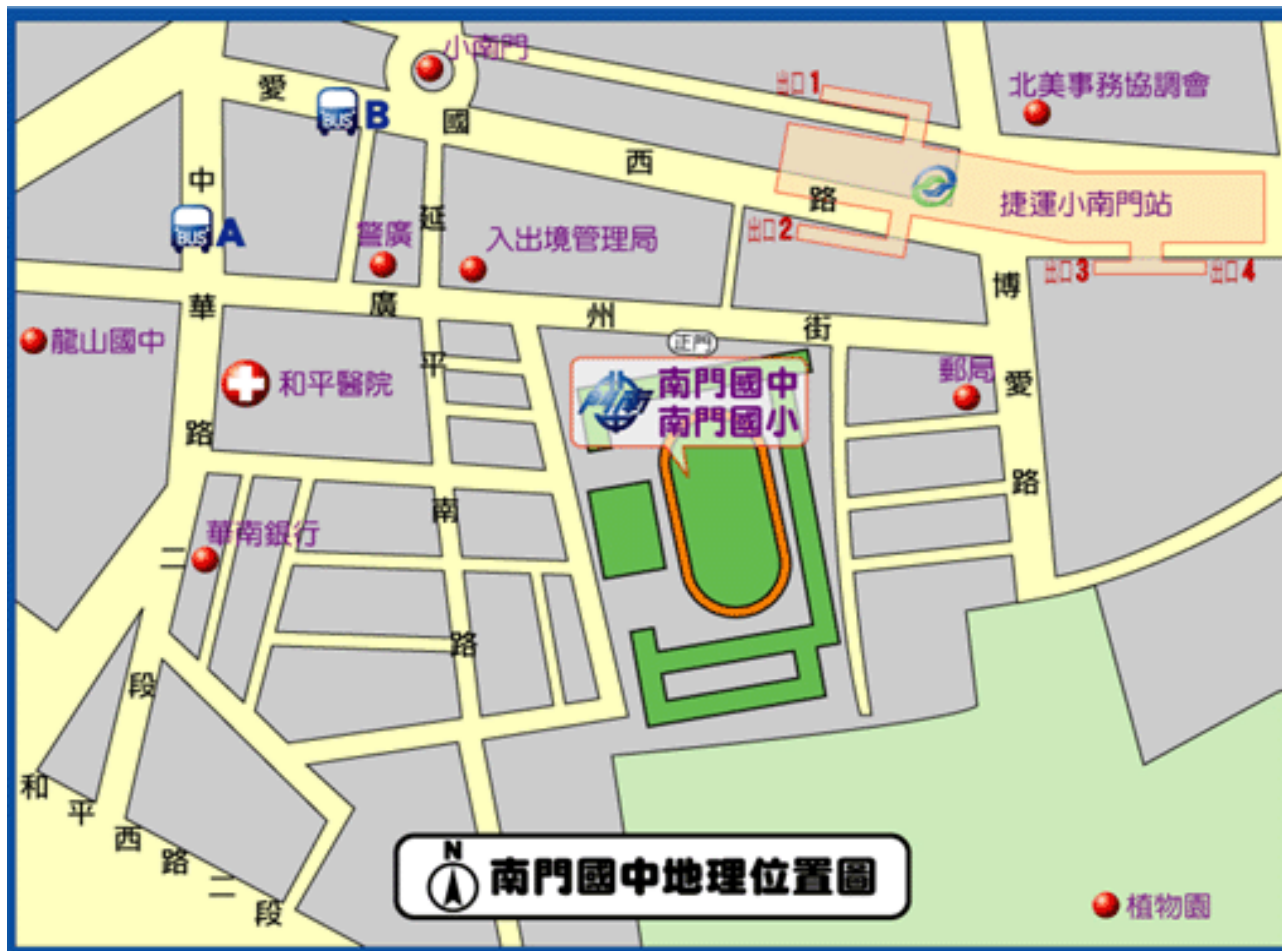 小南門
出口1
北美事務協調會
愛國西路
BUS B
中華路二段
BUS A
捷運小南門站
出口2
警廣
延平南路
入出境管理局
出口3
出口4
博愛路
廣州街
龍山國中
正門
和平醫院
南門國中
南門國小
郵局
華南銀行
和平西路二段
N
南門國中地理位置圖
植物園